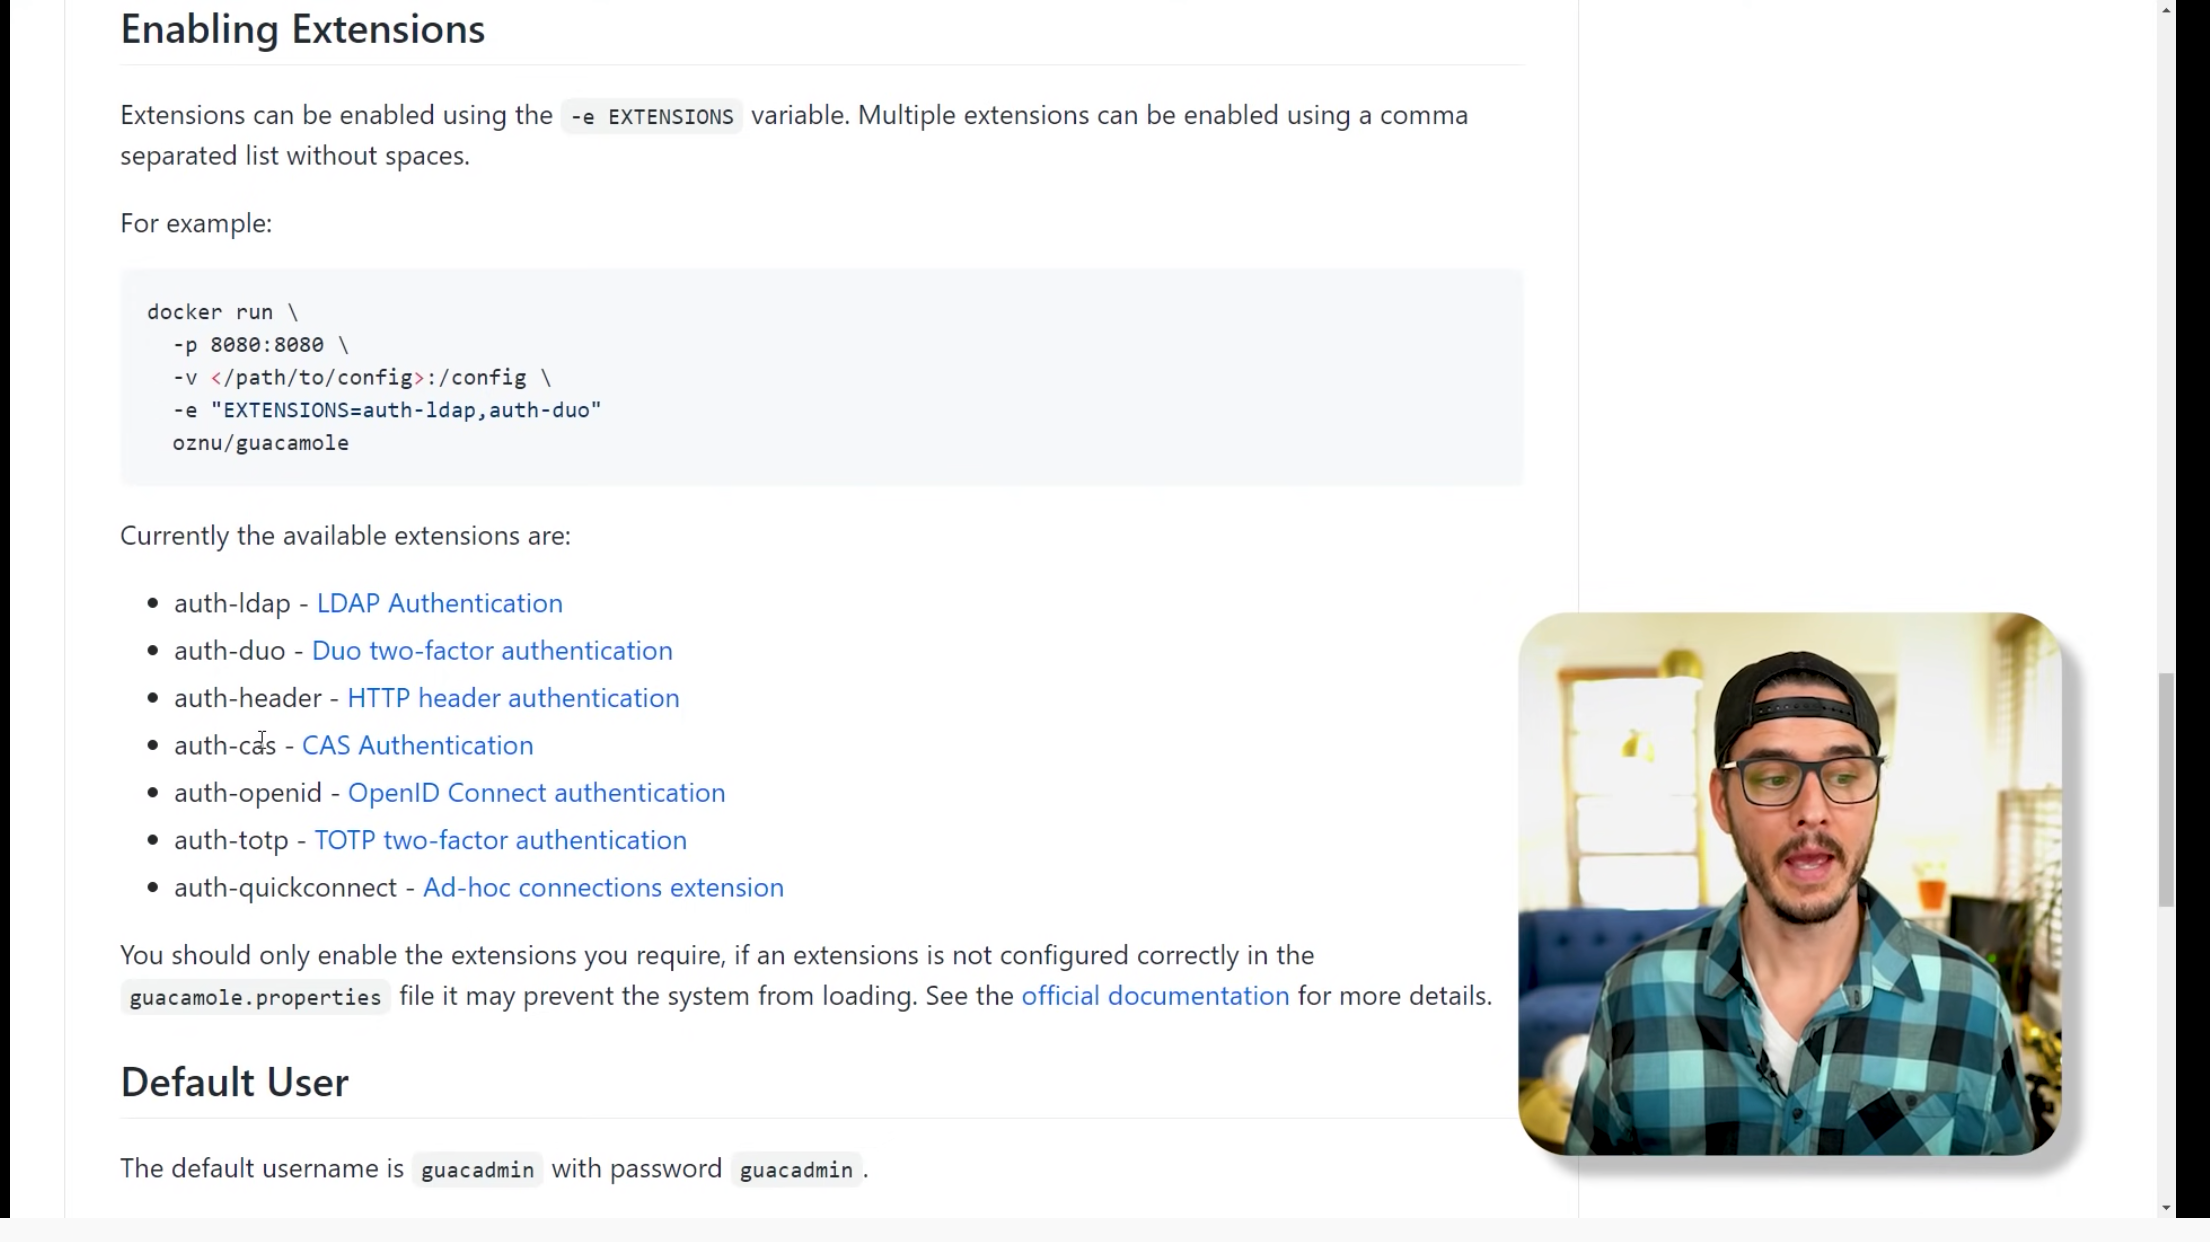 Enabling Extensions
Extensions can be enabled using the -e EXTENSIONS variable. Multiple extensions can be enabled using a comma
separated list without spaces.
For example:
docker run \
-p 8080:8080 \
-v </path/to/config>:/config \
-e "EXTENSIONS=auth-ldap,auth-duo"
oznu/guacamole
Currently the available extensions are:
• auth-ldap - LDAP Authentication
• auth-duo - Duo two-factor authentication
• auth-header - HTTP header authentication
• auth-cas - CAS Authentication
• auth-openid - OpenID Connect authentication
• auth-totp - TOTP two-factor authentication
• auth-quickconnect - Ad-hoc connections extension
You should only enable the extensions you require, if an extensions is not configured correctly in the
guacamole.properties file it may prevent the system from loading. See the official documentation for more details.
Default User
The default username is guacadmin with password guacadmin.